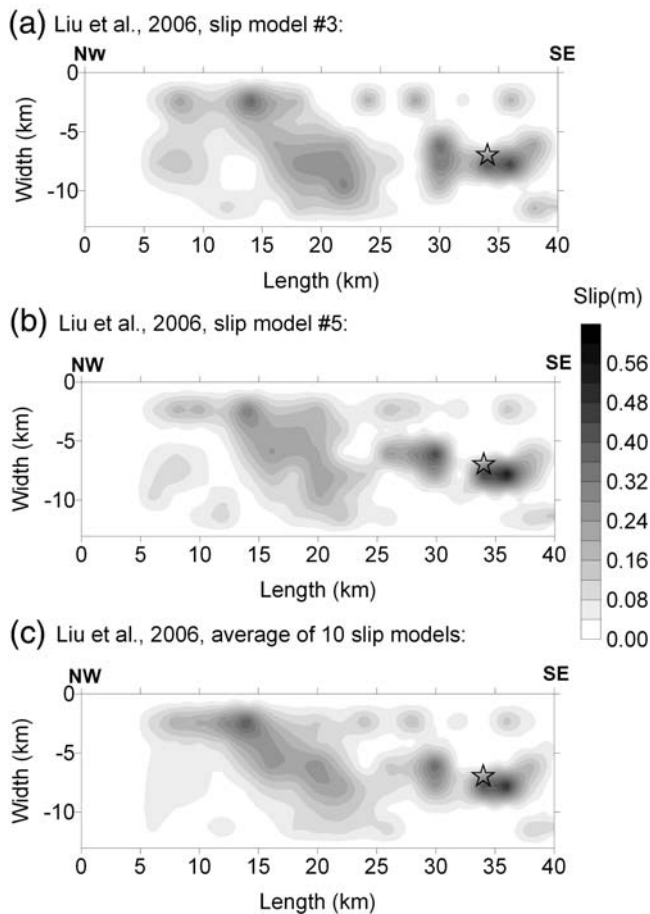 (a) Liu et al., 2006, slip model #3:
NW SE
0
-5
-10
Width (km)
0 5 10 15 20 25 30 35 40
Length (km)
(b) Liu et al., 2006, slip model #5:
NW SE
0
-5
-10
Width (km)
0 5 10 15 20 25 30 35 40
Length (km)
Slip(m)
0.56
0.48
0.40
0.32
0.24
0.16
0.08
0.00
(c) Liu et al., 2006, average of 10 slip models:
NW SE
0
-5
-10
Width (km)
0 5 10 15 20 25 30 35 40
Length (km)